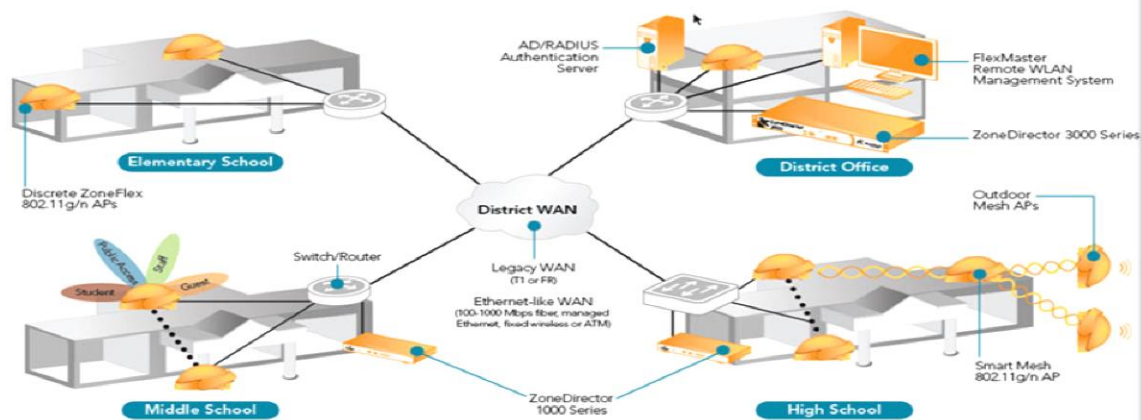 AD/RADIUS
Authentication
Server
FlexMaster
Remote WLAN
Management System
ZoneDirector 3000 Series
Elementary School
District Office
Discrete ZoneFlex
802.11g/n APs
Outdoor
Mesh APs
District WAN
Public Access
Staff
Student
Guest
Switch/Router
Legacy WAN
(T1 or FR)
Ethernet-like WAN
(100-1000 Mbps fiber, managed
Ethernet, fixed wireless or ATM)
Smart Mesh
802.11g/n AP
ZoneDirector
1000 Series
Middle School
High School